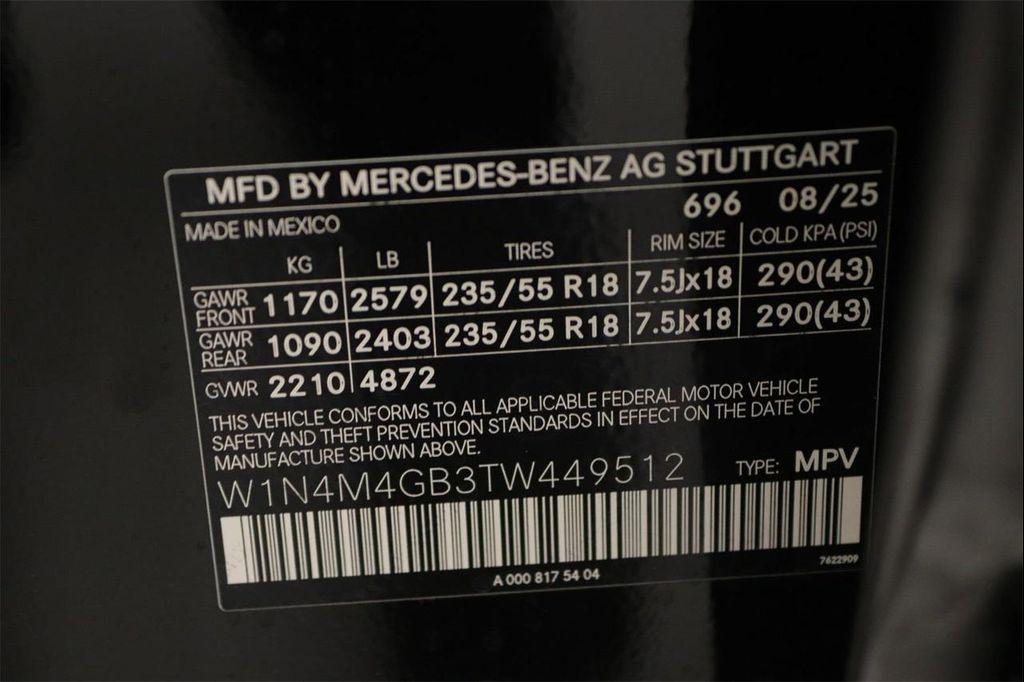 MFD BY MERCEDES-BENZ AG STUTTGART
MADE IN MEXICO 696 08/25
KG LB TIRES RIM SIZE COLD KPA (PSI)
GAWR FRONT 1170 2579 235/55 R18 7.5Jx18 290(43)
GAWR REAR 1090 2403 235/55 R18 7.5Jx18 290(43)
GVWR 2210 4872
THIS VEHICLE CONFORMS TO ALL APPLICABLE FEDERAL MOTOR VEHICLE
SAFETY AND THEFT PREVENTION STANDARDS IN EFFECT ON THE DATE OF
MANUFACTURE SHOWN ABOVE.
W1N4M4GB3TW449512 TYPE: MPV
A 000 817 54 04 7622909